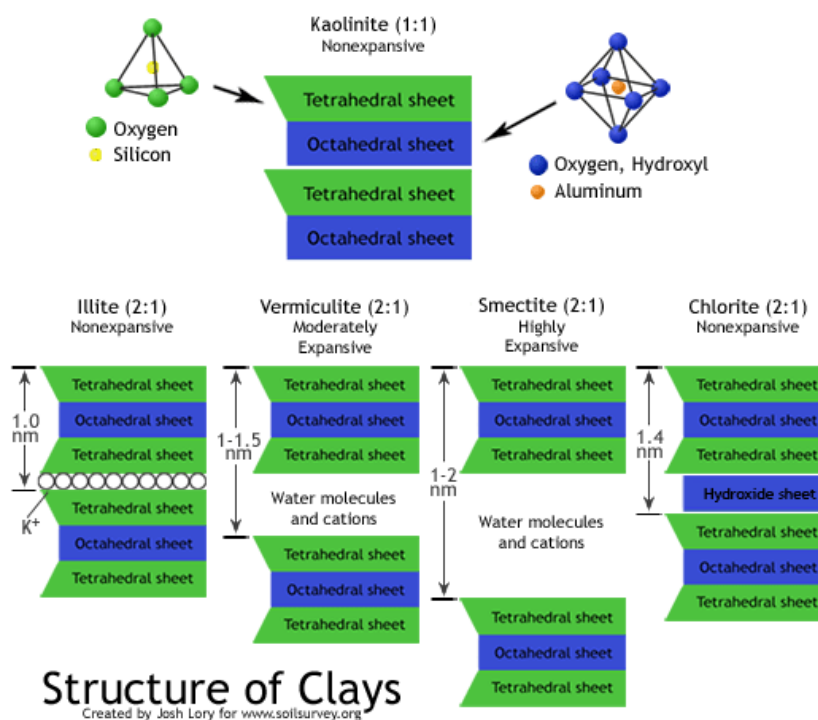 Kaolinite (1:1)
Nonexpansive
Oxygen
Silicon
Tetrahedral sheet
Octahedral sheet
Tetrahedral sheet
Octahedral sheet
Oxygen, Hydroxyl
Aluminum
Illite (2:1)
Nonexpansive
1.0
nm
Tetrahedral sheet
Octahedral sheet
Tetrahedral sheet
K+
Tetrahedral sheet
Octahedral sheet
Tetrahedral sheet
Vermiculite (2:1)
Moderately
Expansive
1-1.5
nm
Tetrahedral sheet
Octahedral sheet
Tetrahedral sheet
Water molecules
and cations
Tetrahedral sheet
Octahedral sheet
Tetrahedral sheet
Smectite (2:1)
Highly
Expansive
1-2
nm
Tetrahedral sheet
Octahedral sheet
Tetrahedral sheet
Water molecules
and cations
Tetrahedral sheet
Octahedral sheet
Tetrahedral sheet
Chlorite (2:1)
Nonexpansive
1.4
nm
Tetrahedral sheet
Octahedral sheet
Tetrahedral sheet
Hydroxide sheet
Tetrahedral sheet
Octahedral sheet
Tetrahedral sheet
Structure of Clays
Created by Josh Lory for www.soilsurvey.org